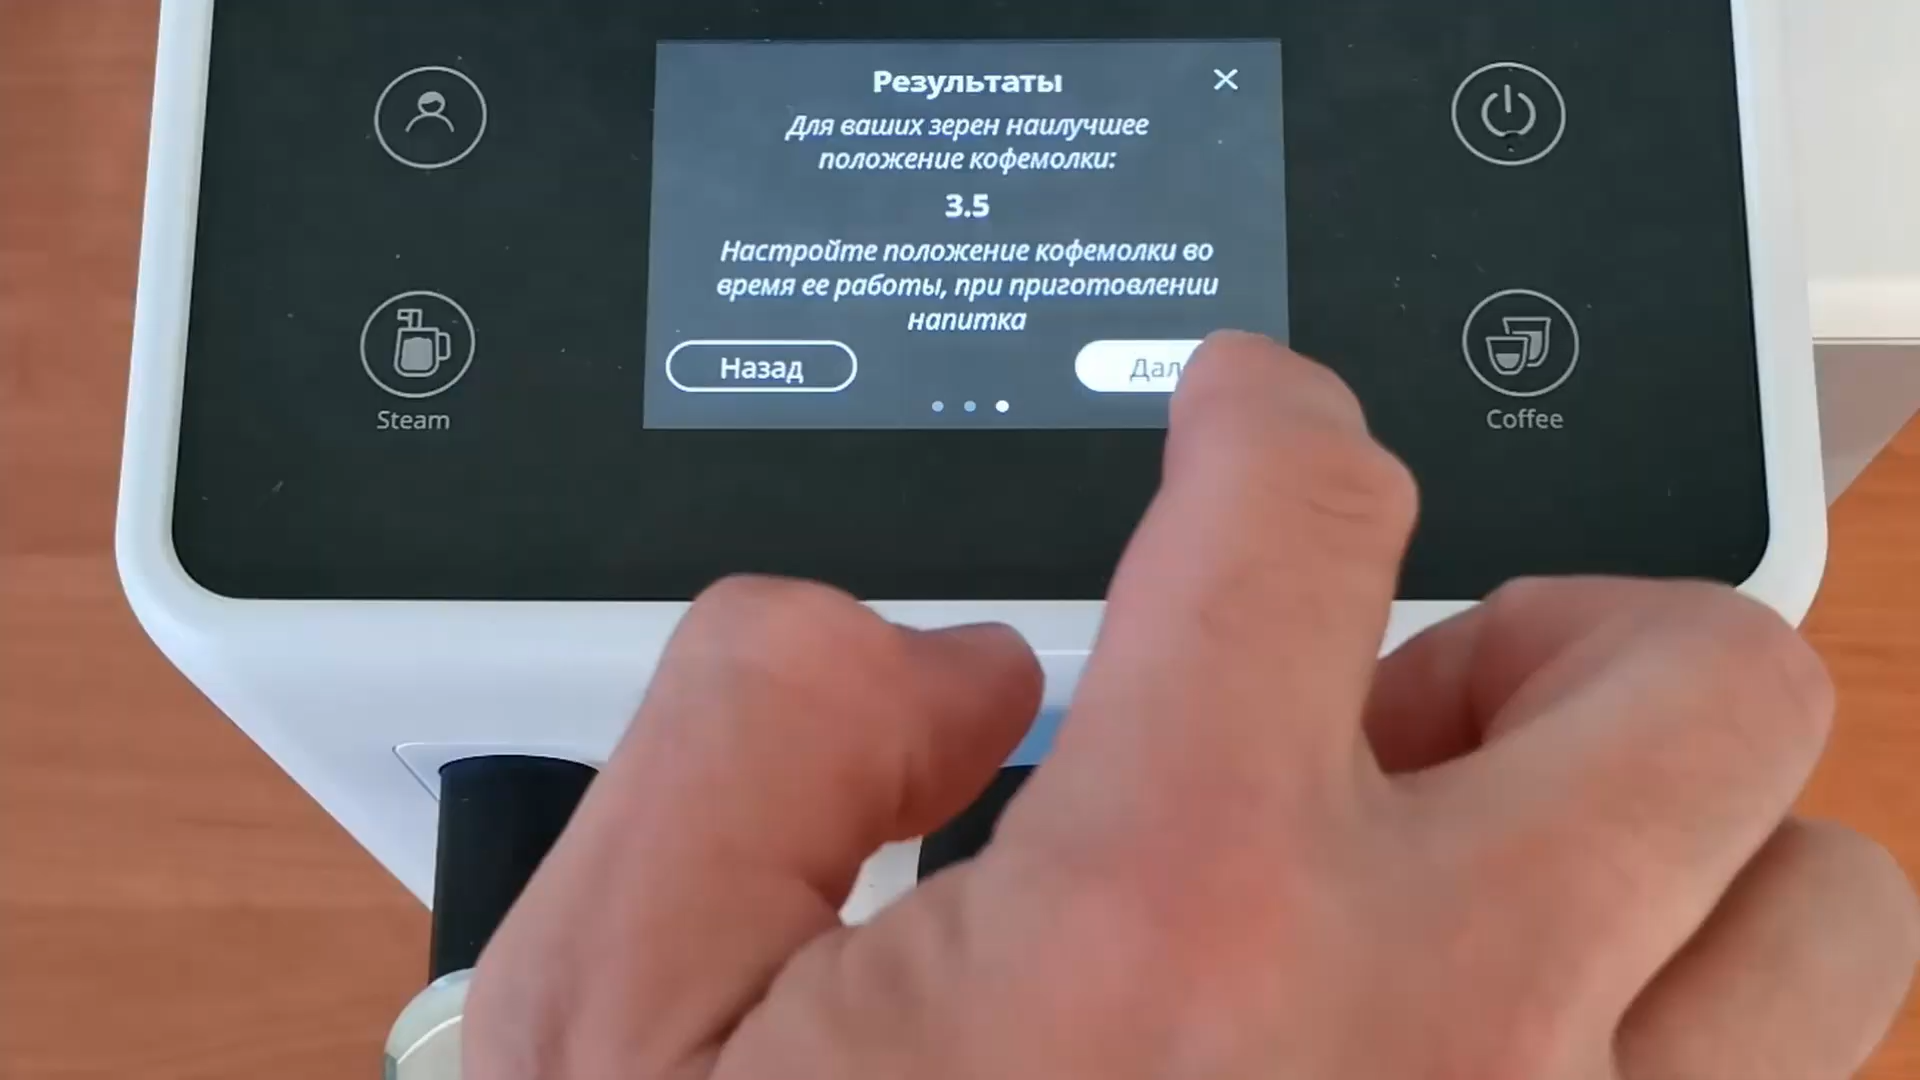 Результаты
Для ваших зерен наилучшее
положение кофемолки:
3.5
Настройте положение кофемолки во
время ее работы, при приготовлении
напитка
Назад
Steam
Coffee